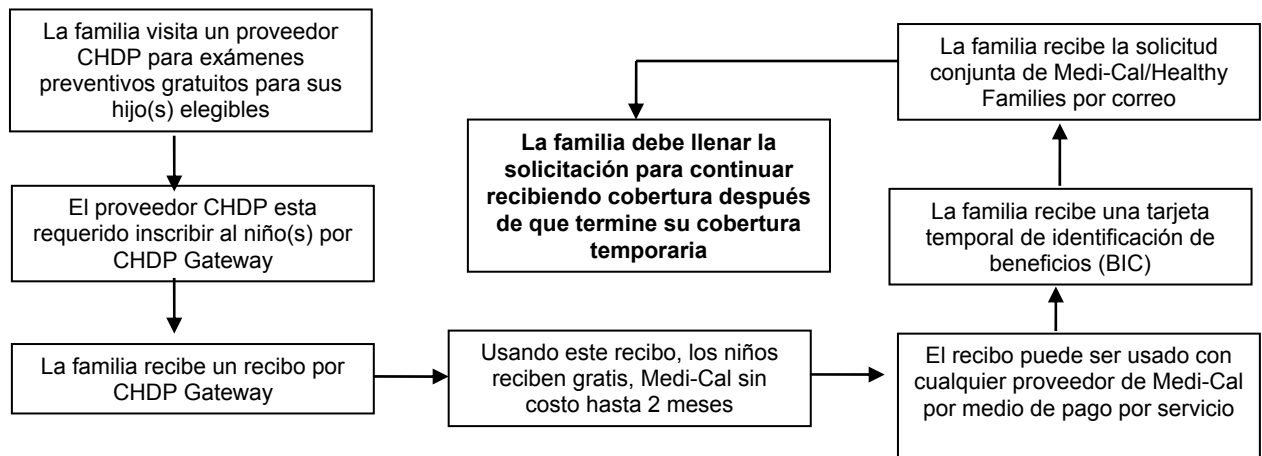 La familia visita un proveedor
CHDP para exámenes
preventivos gratuitos para sus
hijo(s) elegibles
El proveedor CHDP esta
requerido inscribir al niño(s) por
CHDP Gateway
La familia recibe un recibo por
CHDP Gateway
Usando este recibo, los niños
reciben gratis, Medi-Cal sin
costo hasta 2 meses
El recibo puede ser usado con
cualquier proveedor de Medi-Cal
por medio de pago por servicio
La familia recibe una tarjeta
temporal de identificación de
beneficios (BIC)
La familia recibe la solicitud
conjunta de Medi-Cal/Healthy
Families por correo
La familia debe llenar la
solicitación para continuar
recibiendo cobertura después
de que termine su cobertura
temporaria